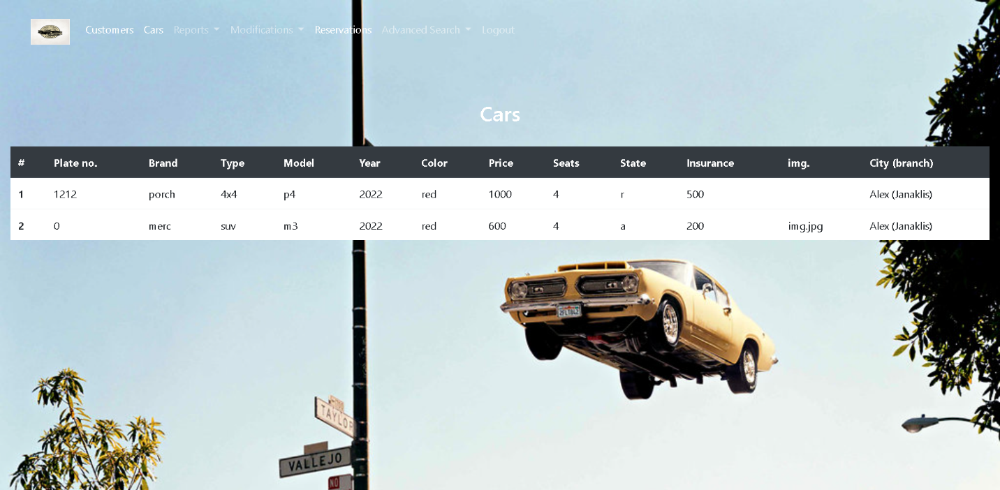 Customers Cars Reports Modifications Reservations Advanced Search Logout
Cars
# Plate no. Brand Type Model Year Color Price Seats State Insurance img. City (branch)
1 1212 porch 4x4 p4 2022 red 1000 4 r 500 Alex (Janaklis)
2 0 merc suv m3 2022 red 600 4 a 200 img.jpg Alex (Janaklis)
2FLT842
TAYLOR
VALLEJO
NO